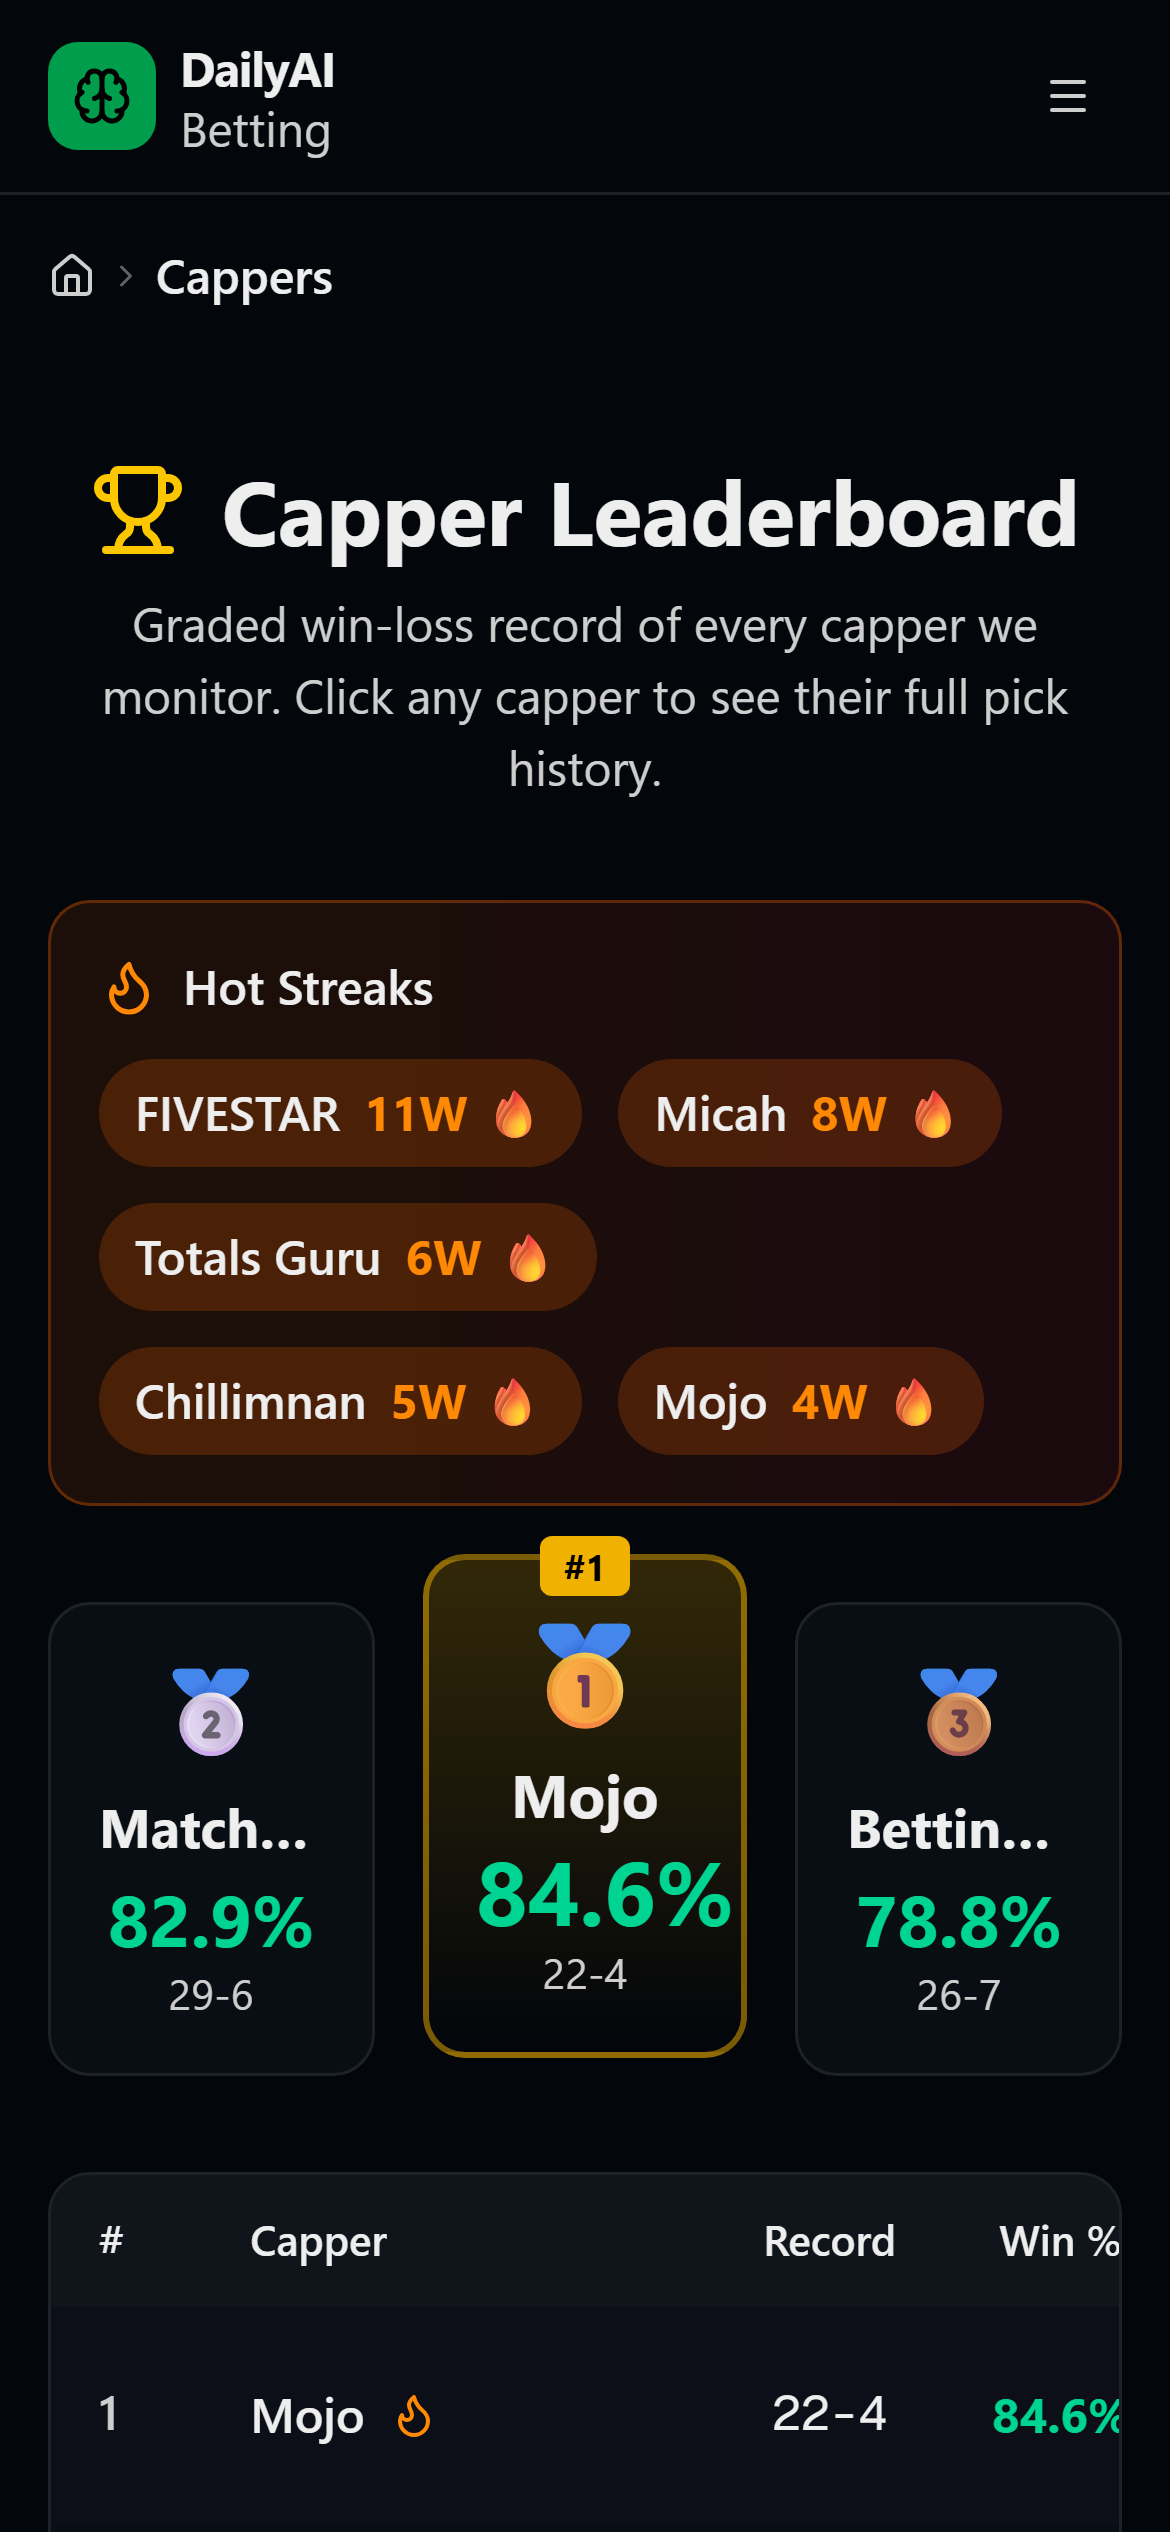 DailyAI
Betting
Cappers
Capper Leaderboard
Graded win-loss record of every capper we
monitor. Click any capper to see their full pick
history.
Hot Streaks
FIVESTAR 11W 🔥 Micah 8W 🔥
Totals Guru 6W 🔥
Chillimnan 5W 🔥 Mojo 4W 🔥
#1
2
Match...
82.9%
29-6
1
Mojo
84.6%
22-4
3
Bettin...
78.8%
26-7
# Capper Record Win %
1 Mojo 22-4 84.6%